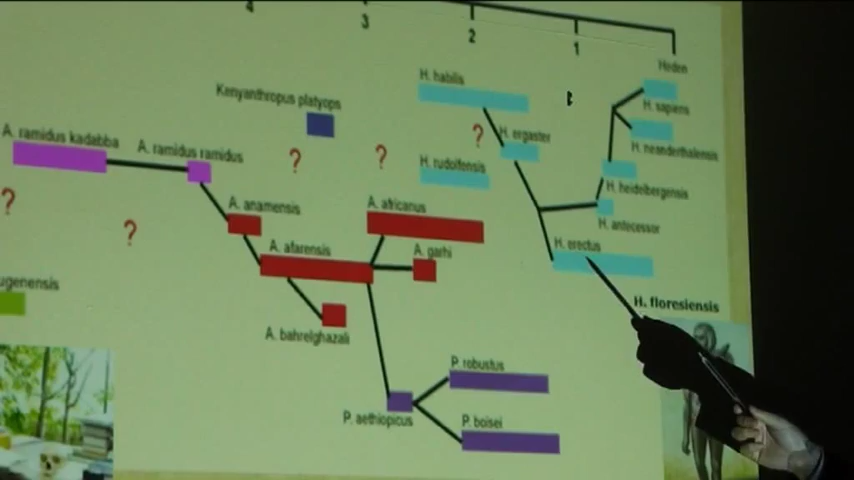 4
3
2
1
Kenyanthropus platyops
H. habilis
H. sapiens
A. ramidus kadabba
A. ramidus ramidus
H. ergaster
H. neanderthalensis
H. rudolfensis
H. heidelbergensis
?
?
?
?
?
A. anamensis
A. africanus
H. antecessor
A. afarensis
A. garhi
H. erectus
ugenensis
H. floresiensis
A. bahrelghazali
P. robustus
P. aethiopicus
P. boisei